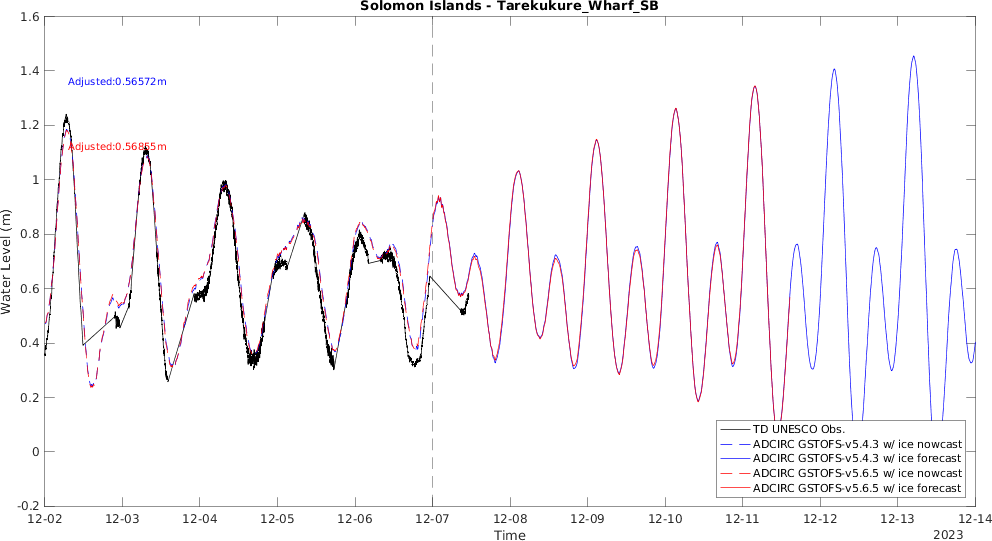 Solomon Islands - Tarekukure_Wharf_SB
1.6
1.4
1.2
1
0.8
0.6
0.4
0.2
0
-0.2
Water Level (m)
Adjusted:0.56572m
Adjusted:0.56855m
TD UNESCO Obs.
ADCIRC GSTOFS-v5.4.3 w/ ice nowcast
ADCIRC GSTOFS-v5.4.3 w/ ice forecast
ADCIRC GSTOFS-v5.6.5 w/ ice nowcast
ADCIRC GSTOFS-v5.6.5 w/ ice forecast
12-02 12-03 12-04 12-05 12-06 12-07 12-08 12-09 12-10 12-11 12-12 12-13 12-14
Time
2023